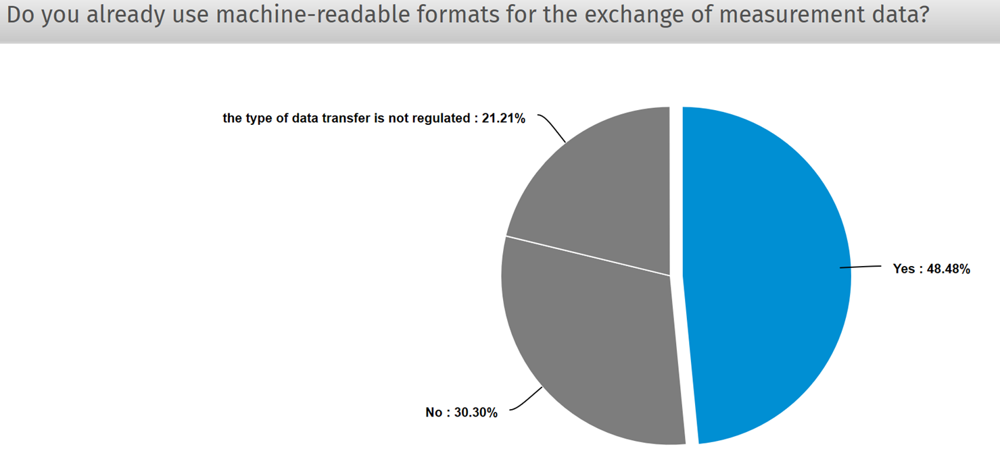 Do you already use machine-readable formats for the exchange of measurement data?
the type of data transfer is not regulated : 21.21%
Yes : 48.48%
No : 30.30%